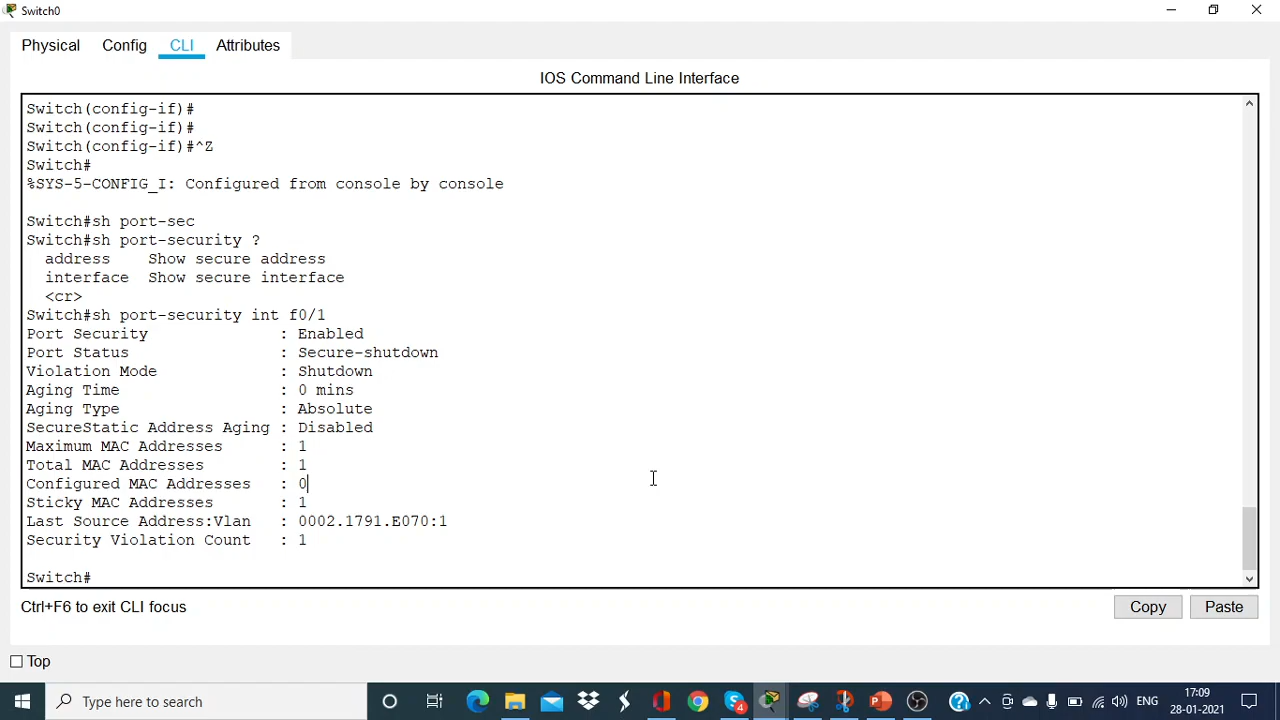 Switch0
Physical Config CLI Attributes
IOS Command Line Interface
Switch(config-if)#
Switch(config-if)#
Switch(config-if)#^Z
Switch#
%SYS-5-CONFIG_I: Configured from console by console
Switch#sh port-sec
Switch#sh port-security ?
address Show secure address
interface Show secure interface
<cr>
Switch#sh port-security int f0/1
Port Security : Enabled
Port Status : Secure-shutdown
Violation Mode : Shutdown
Aging Time : 0 mins
Aging Type : Absolute
SecureStatic Address Aging : Disabled
Maximum MAC Addresses : 1
Total MAC Addresses : 1
Configured MAC Addresses : 0
Sticky MAC Addresses : 1
Last Source Address:Vlan : 0002.1791.E070:1
Security Violation Count : 1
Switch#
Ctrl+F6 to exit CLI focus
Copy Paste
Top
Type here to search
4
ENG
17:09
28-01-2021